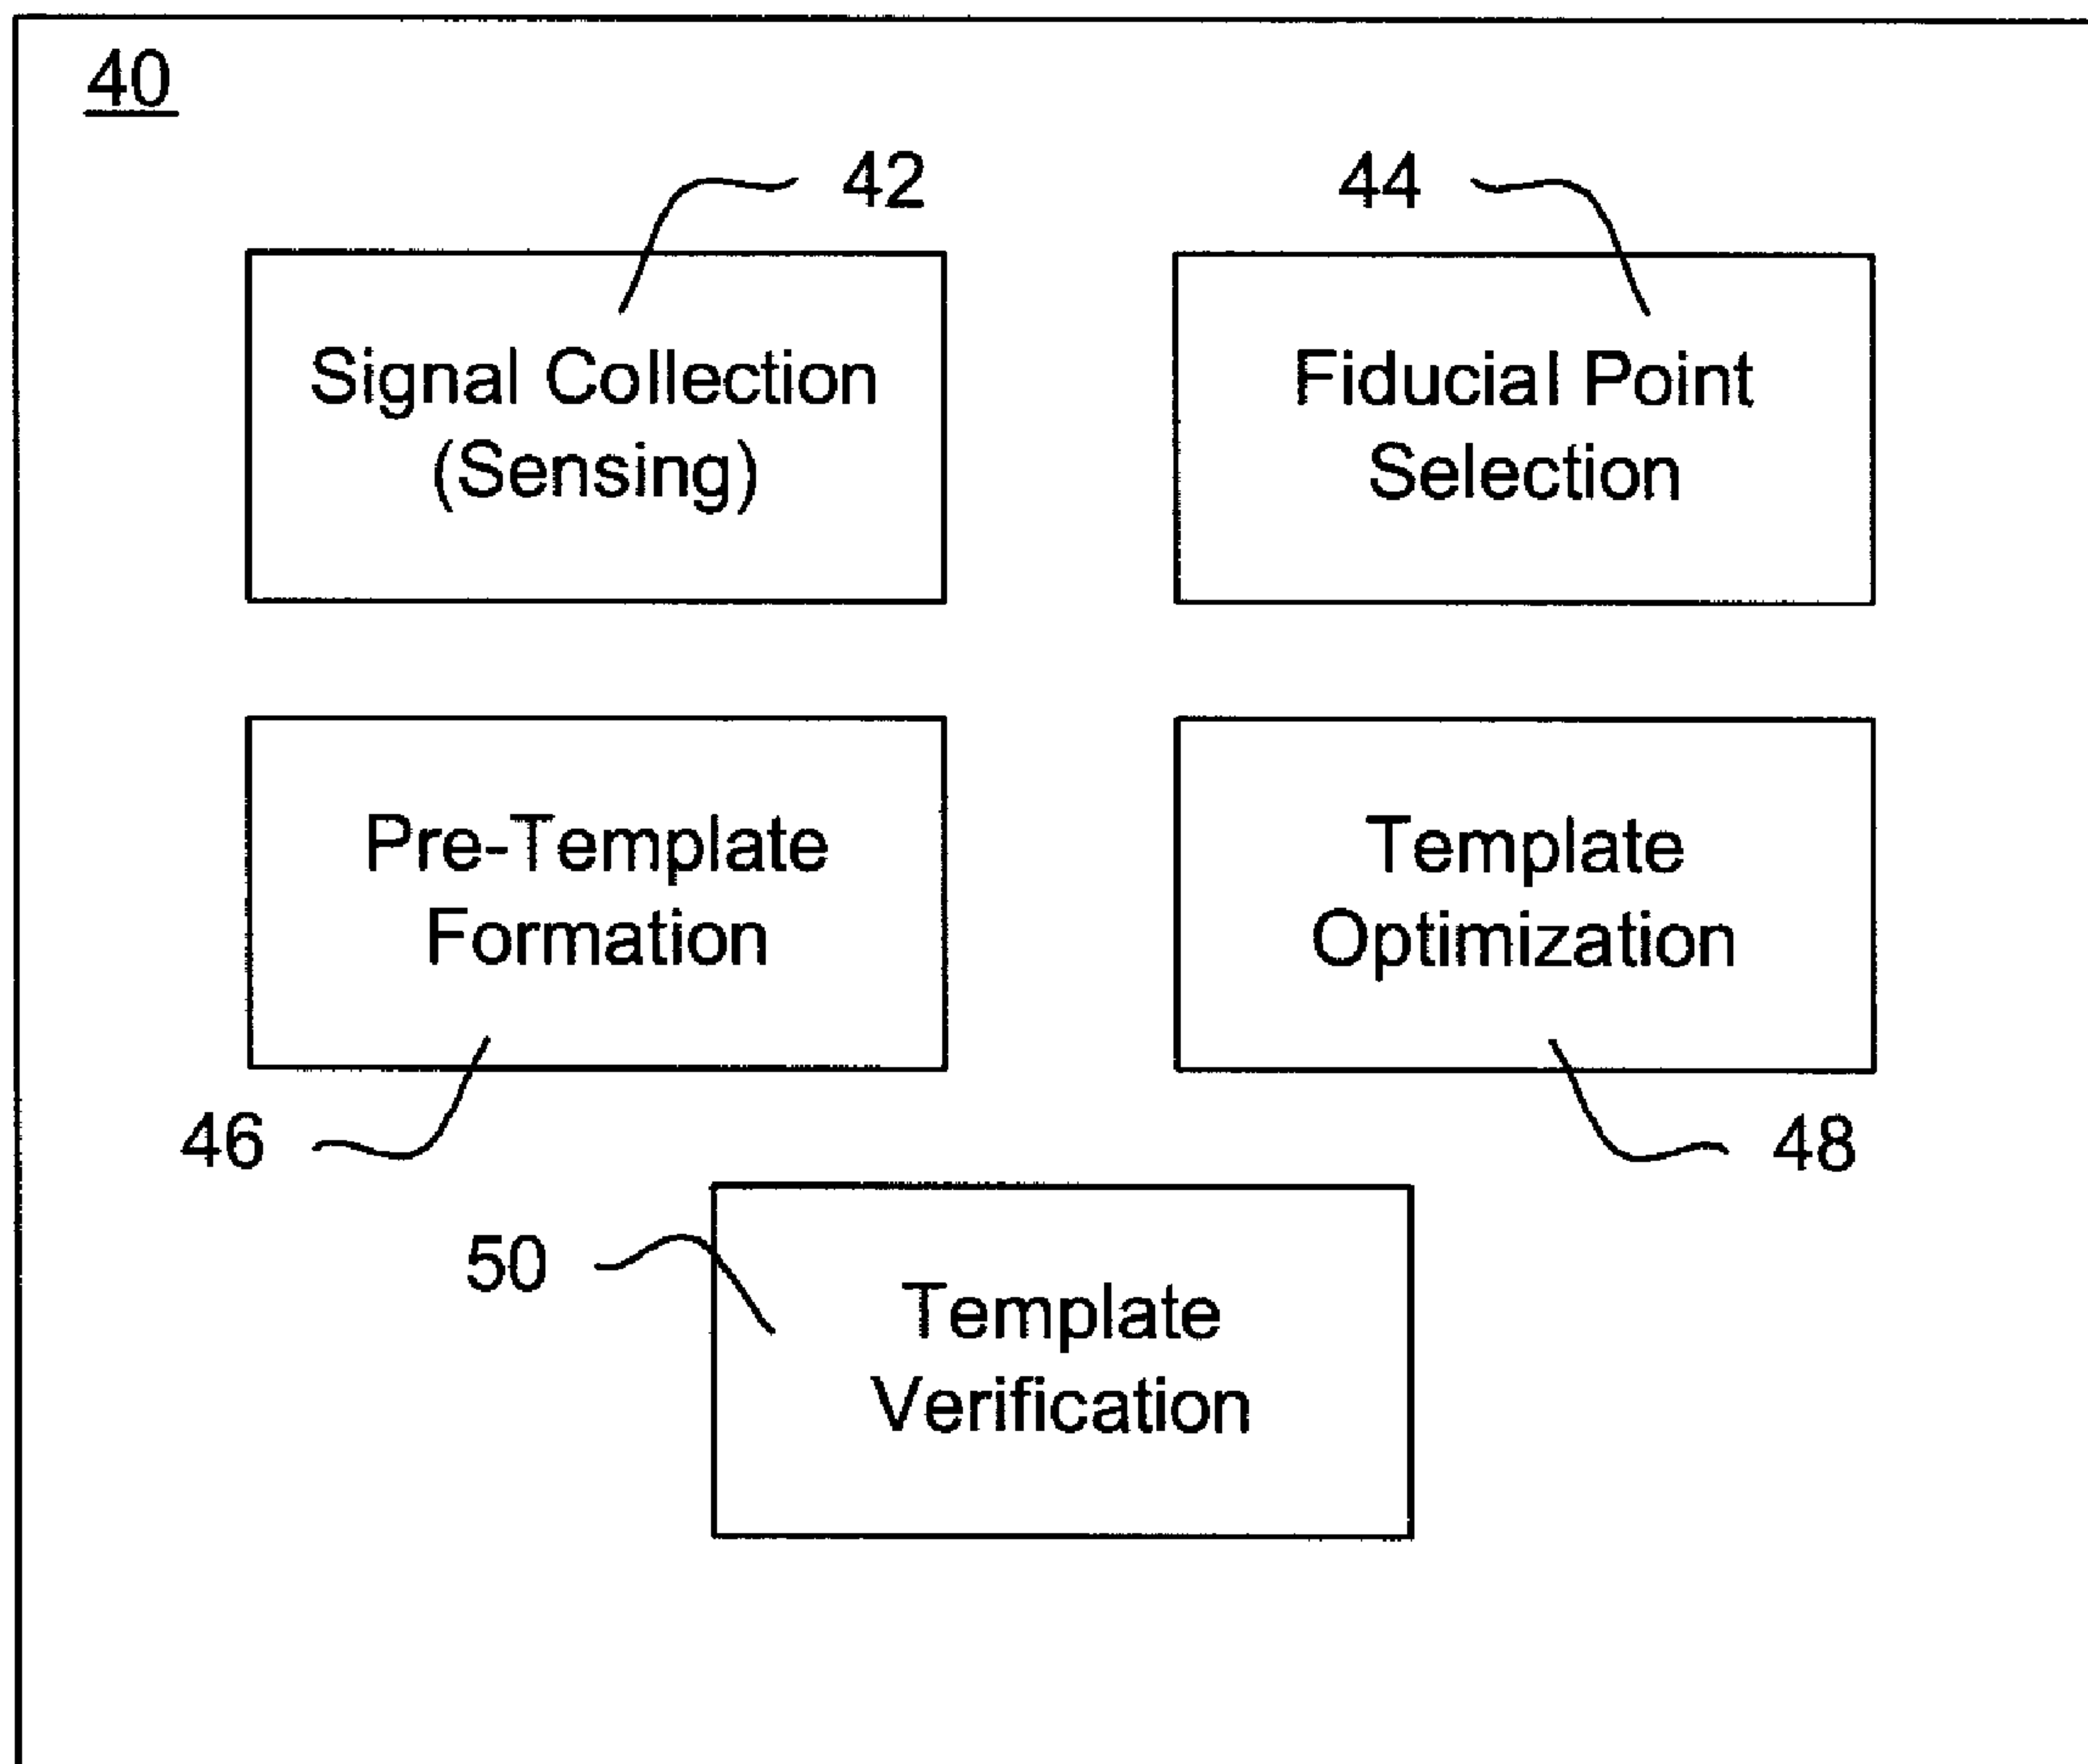 40
42
44
Signal Collection
(Sensing)
Fiducial Point
Selection
Pre-Template
Formation
Template
Optimization
46
48
50
Template
Verification